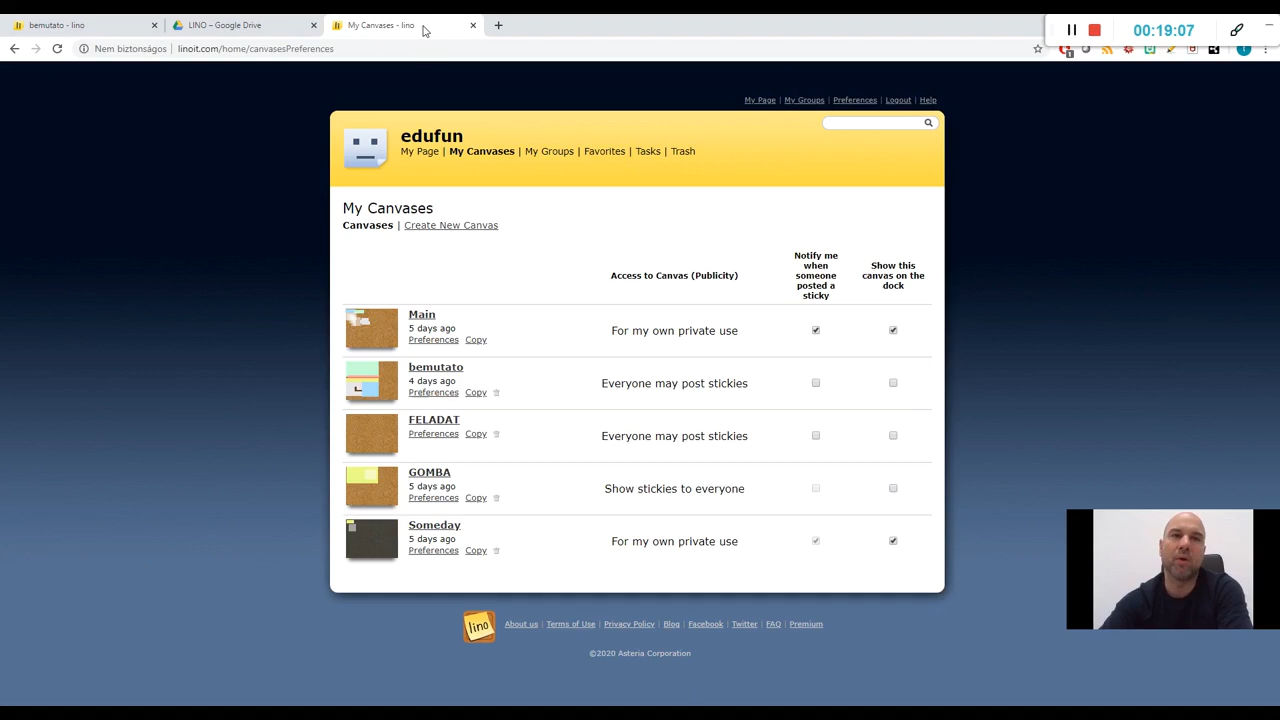 bemutato - lino
LINO – Google Drive
My Canvases - lino
00:19:07
Nem biztonságos | linoit.com/home/canvasesPreferences
My Page | My Groups | Preferences | Logout | Help
edufun
My Page | My Canvases | My Groups | Favorites | Tasks | Trash
My Canvases
Canvases | Create New Canvas
Access to Canvas (Publicity)
Notify me
when
someone
posted a
sticky
Show this
canvas on the
dock
Main
5 days ago
Preferences Copy
For my own private use
bemutato
4 days ago
Preferences Copy
Everyone may post stickies
FELADAT
Preferences Copy
Everyone may post stickies
GOMBA
5 days ago
Preferences Copy
Show stickies to everyone
Someday
5 days ago
Preferences Copy
For my own private use
lino
About us | Terms of Use | Privacy Policy | Blog | Facebook | Twitter | FAQ | Premium
©2020 Asteria Corporation